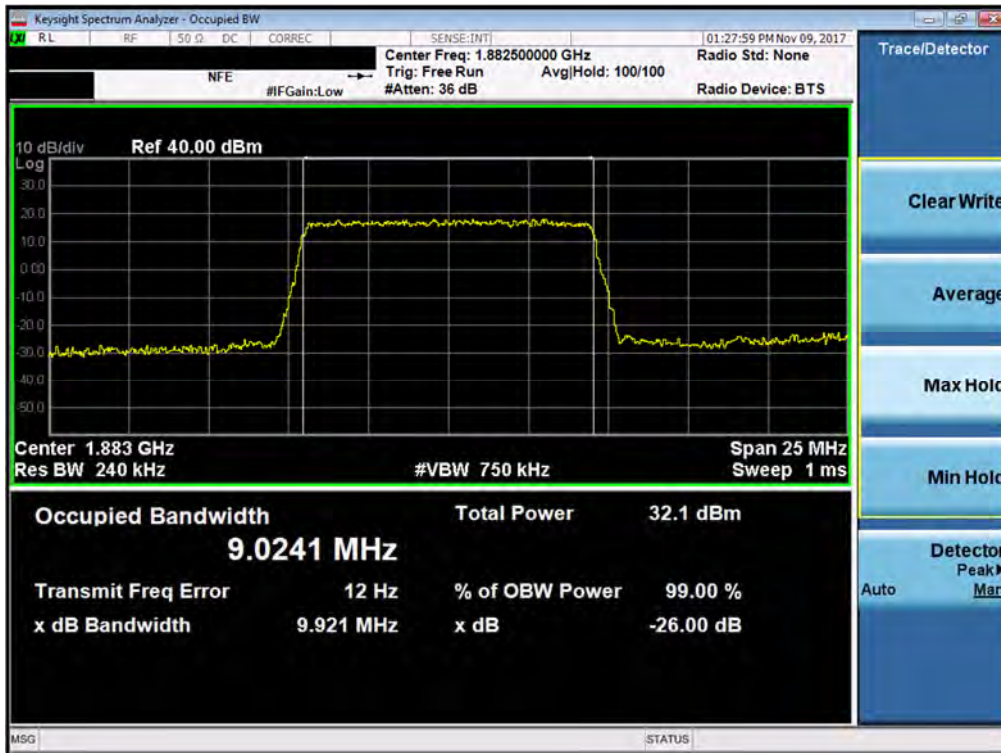 Keysight Spectrum Analyzer - Occupied BW
LXI RL RF 50 Ω DC CORREC SENSE:INT 01:27:59 PM Nov 09, 2017
Center Freq: 1.882500000 GHz Radio Std: None
NFE Trig: Free Run Avg|Hold: 100/100
#IFGain:Low #Atten: 36 dB Radio Device: BTS
10 dB/div Ref 40.00 dBm
Log
30.0
20.0
10.0
0.00
-10.0
-20.0
-30.0
-40.0
-50.0
Center 1.883 GHz Span 25 MHz
Res BW 240 kHz #VBW 750 kHz Sweep 1 ms
Occupied Bandwidth Total Power 32.1 dBm
9.0241 MHz
Transmit Freq Error 12 Hz % of OBW Power 99.00 %
x dB Bandwidth 9.921 MHz x dB -26.00 dB
MSG STATUS
Trace/Detector
Clear Write
Average
Max Hold
Min Hold
Detector
Peak
Auto Man